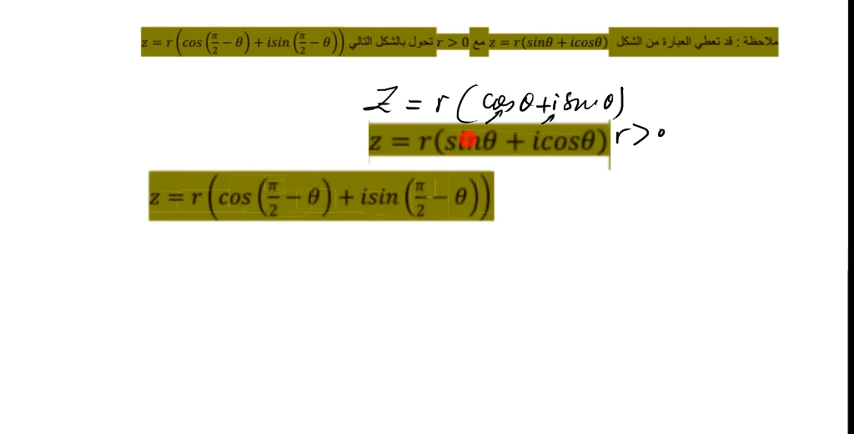 ملاحظة : قد تعطي العبارة من الشكل z = r(sinθ + icosθ) مع r > 0 تحول بالشكل التالي z = r(cos(π/2 − θ) + isin(π/2 − θ))
Z = r (cosθ + i sinθ)
z = r(sinθ + icosθ) r > 0
z = r(cos(π/2 − θ) + isin(π/2 − θ))